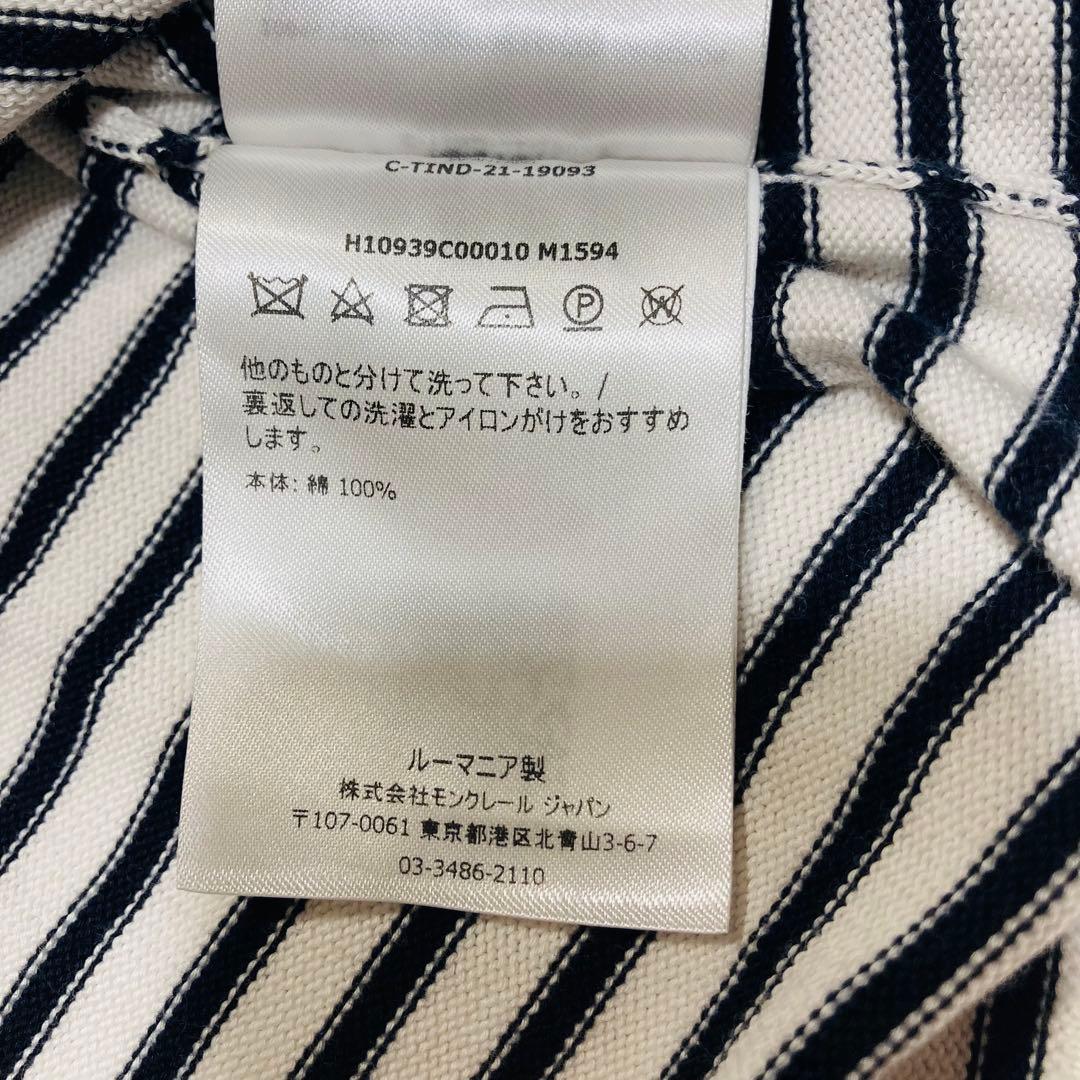 C-TIND-21-19093
H10939C00010 M1594
P W
他のものと分けて洗って下さい。/
裏返しての洗濯とアイロンがけをおすすめ
します。
本体: 綿 100%
ルーマニア製
株式会社モンクレール ジャパン
〒107-0061 東京都港区北青山3-6-7
03-3486-2110